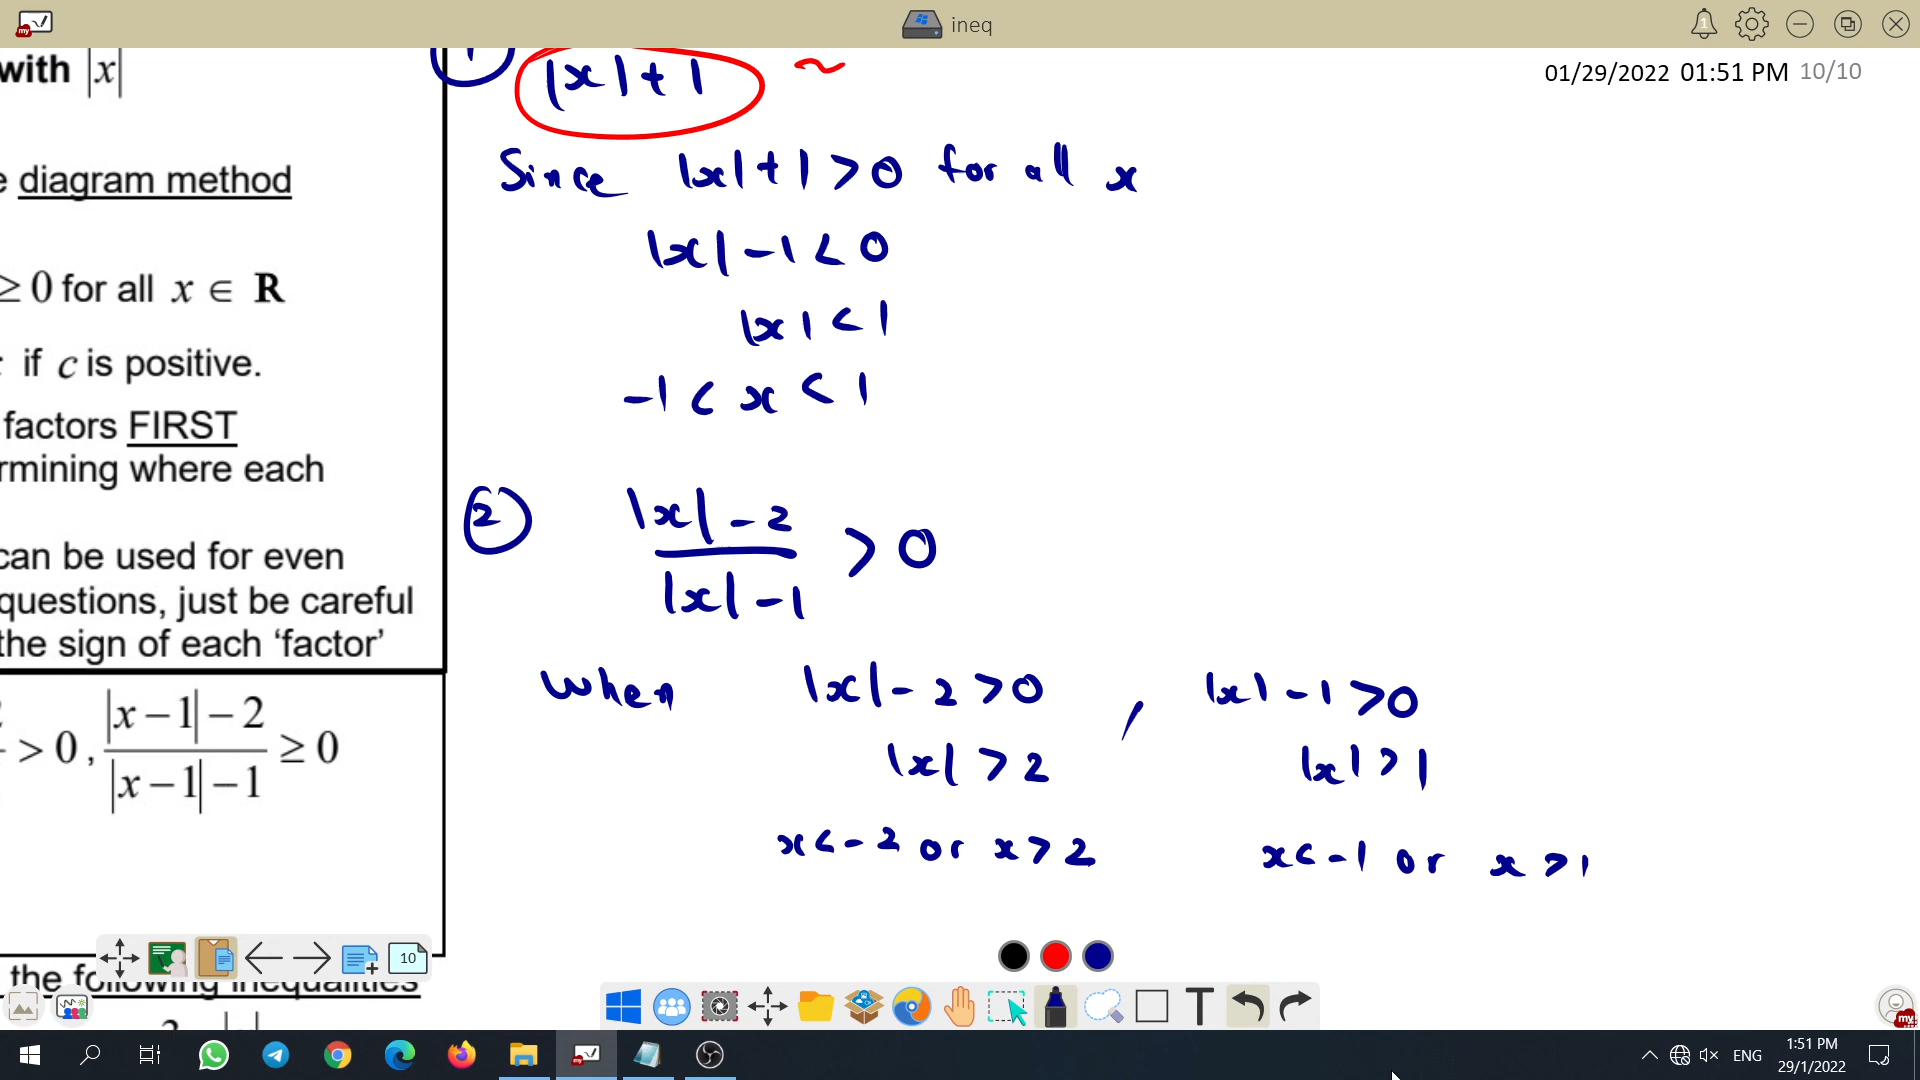 ineq
01/29/2022 01:51 PM 10/10
with |x|
diagram method
≥ 0 for all x ∈ R
if c is positive.
factors FIRST
rmining where each
can be used for even
questions, just be careful
the sign of each ‘factor’
> 0 , |x − 1| − 2 / |x − 1| − 1 ≥ 0
the following inequalities
|x| + 1
Since |x| + 1 > 0 for all x
|x| − 1 < 0
|x| < 1
−1 < x < 1
② |x| − 2 / |x| − 1 > 0
When |x| − 2 > 0 , |x| − 1 > 0
|x| > 2 |x| > 1
x < −2 or x > 2 x < −1 or x > 1
10
ENG
1:51 PM
29/1/2022